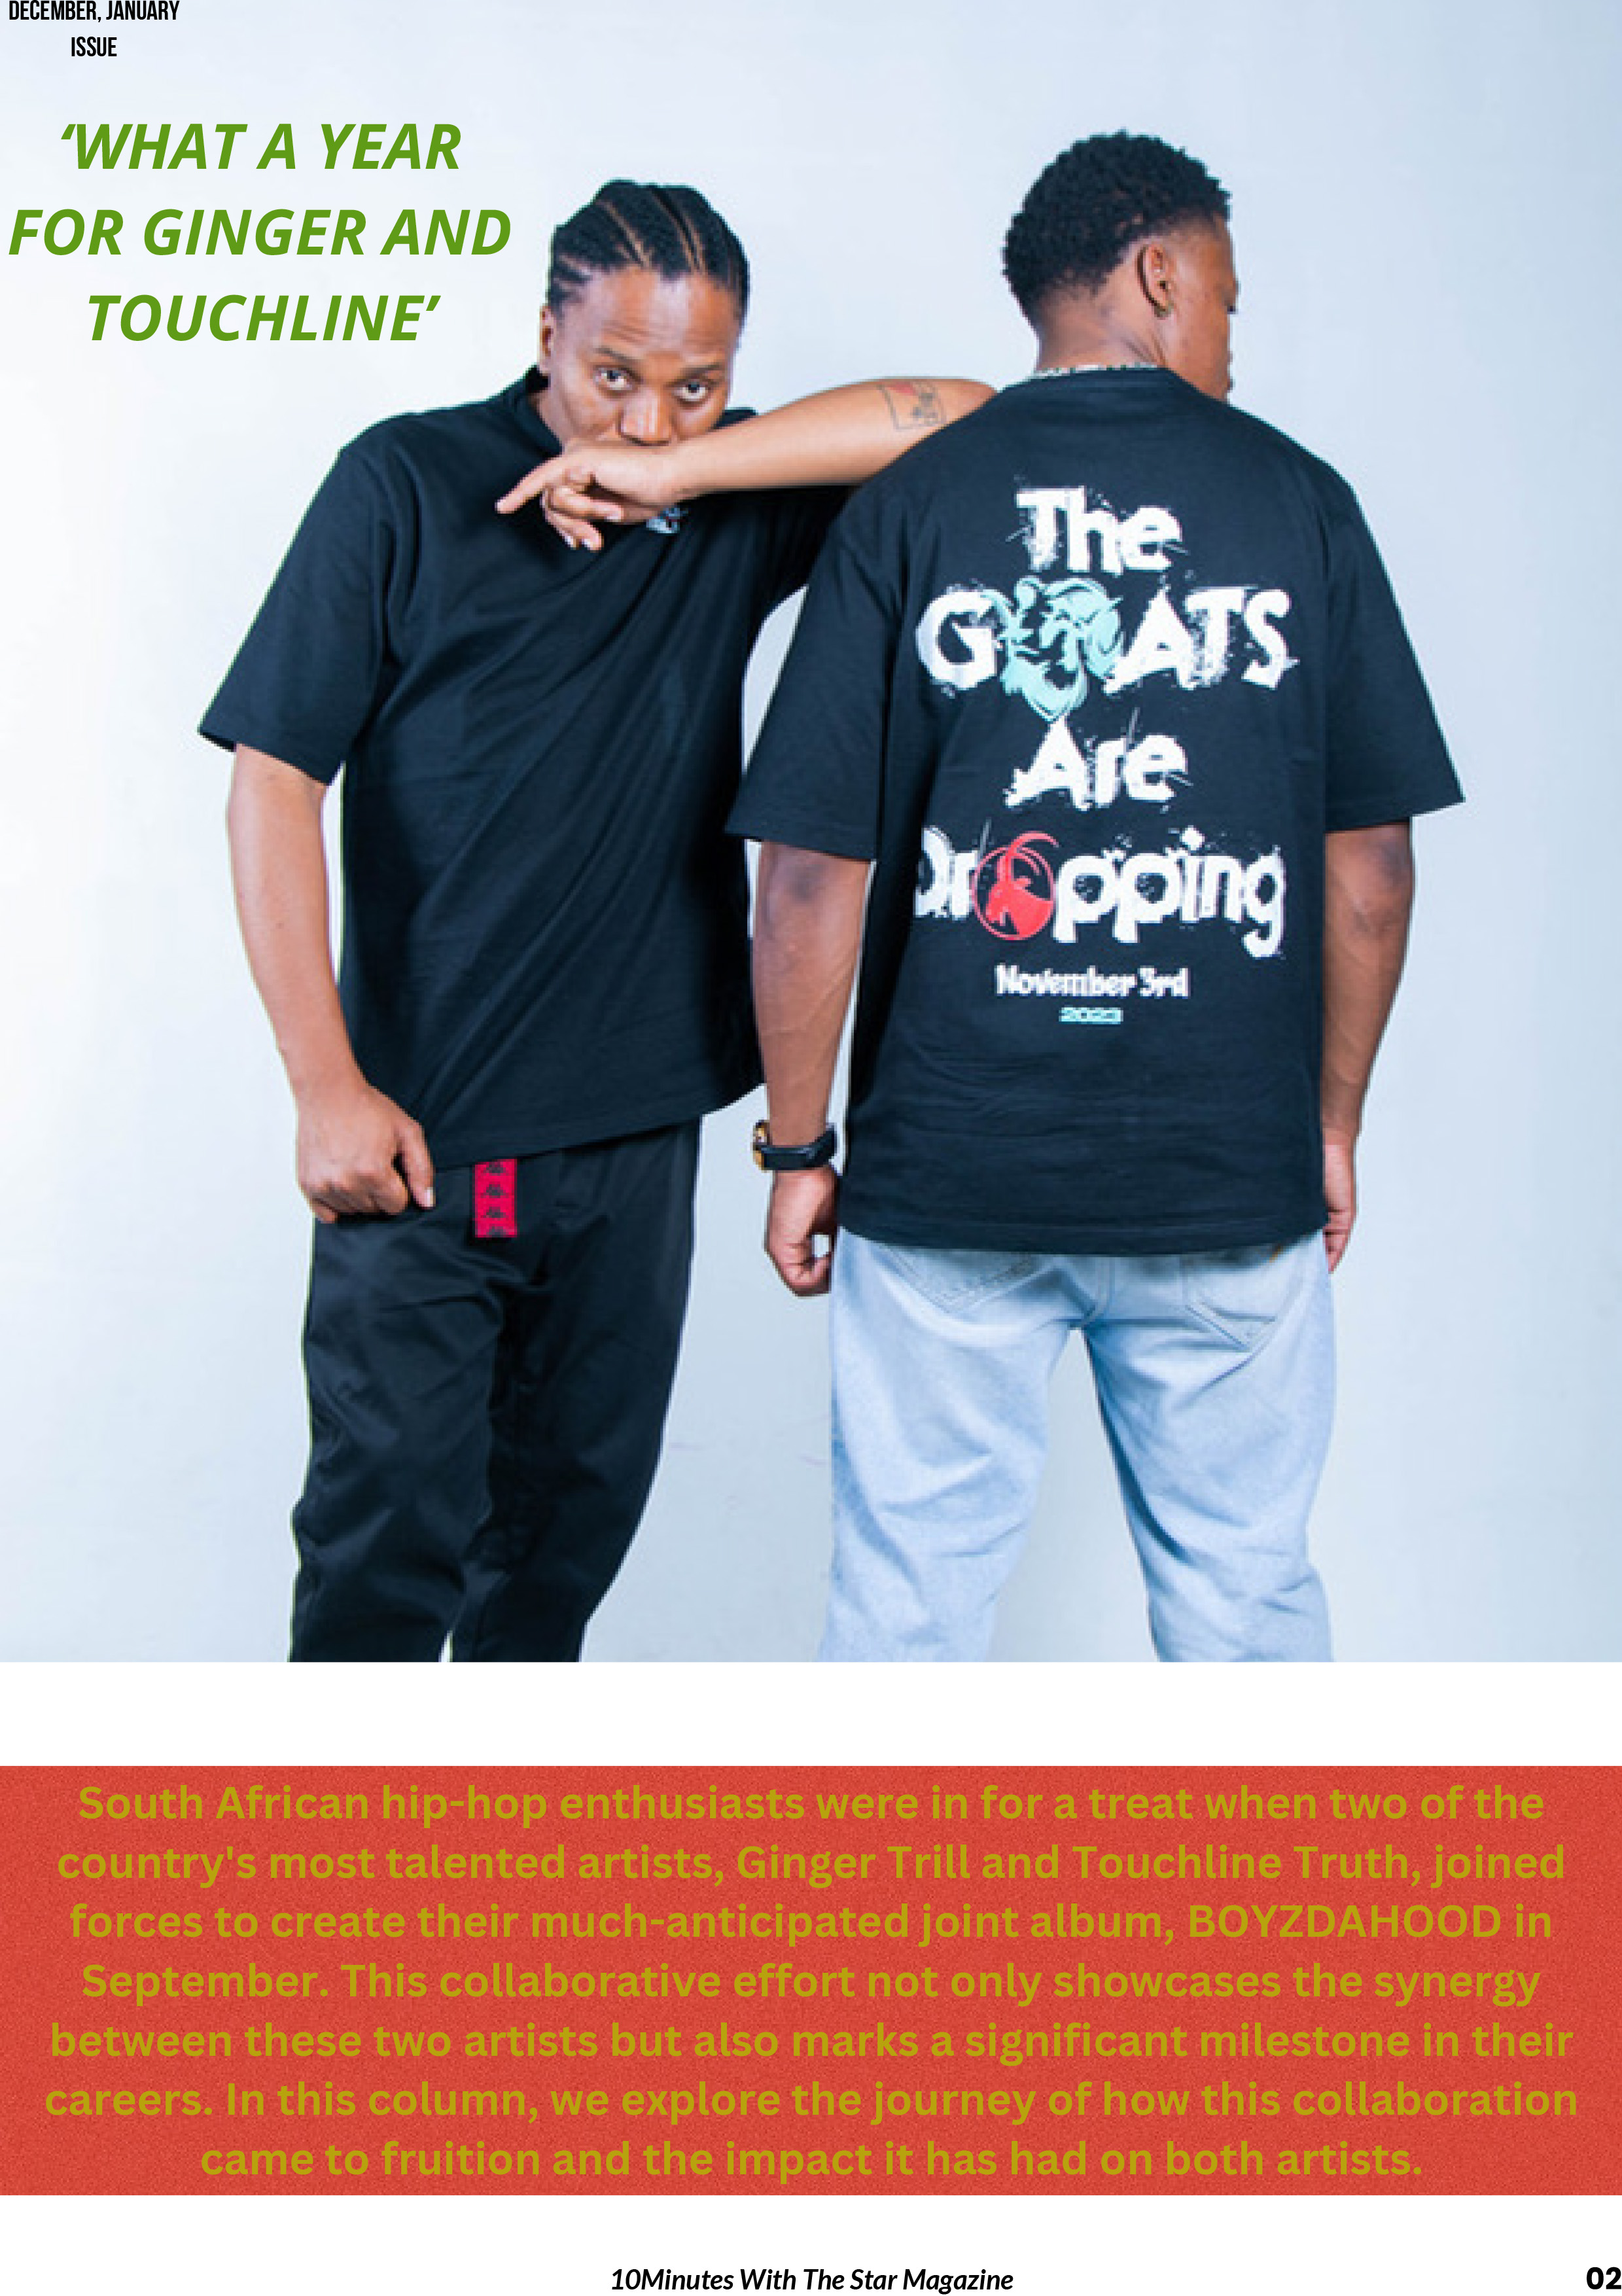 DECEMBER, JANUARY
ISSUE
‘WHAT A YEAR
FOR GINGER AND
TOUCHLINE’
The
GOATS
Are
Dropping
November 3rd
2023
South African hip-hop enthusiasts were in for a treat when two of the
country's most talented artists, Ginger Trill and Touchline Truth, joined
forces to create their much-anticipated joint album, BOYZDAHOOD in
September. This collaborative effort not only showcases the synergy
between these two artists but also marks a significant milestone in their
careers. In this column, we explore the journey of how this collaboration
came to fruition and the impact it has had on both artists.
10Minutes With The Star Magazine
02